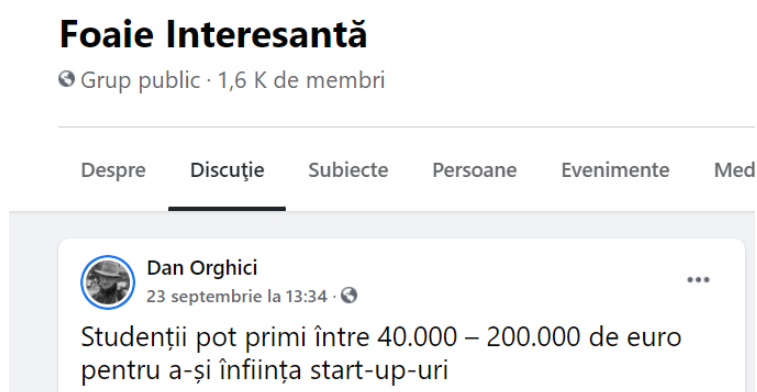 Foaie Interesantă
Grup public · 1,6 K de membri
Despre Discuție Subiecte Persoane Evenimente Med
Dan Orghici
23 septembrie la 13:34 ·
Studenții pot primi între 40.000 – 200.000 de euro
pentru a-și înființa start-up-uri